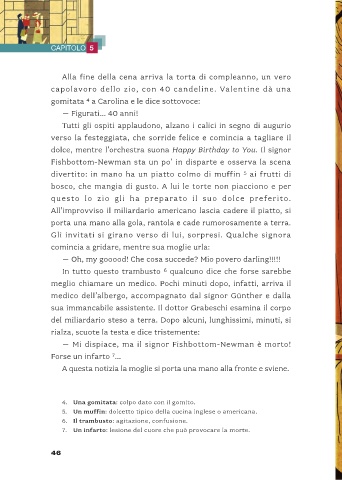 CAPITOLO 5
Alla fine della cena arriva la torta di compleanno, un vero
capolavoro dello zio, con 40 candeline. Valentine dà una
gomitata 4 a Carolina e le dice sottovoce:
— Figurati... 40 anni!
Tutti gli ospiti applaudono, alzano i calici in segno di augurio
verso la festeggiata, che sorride felice e comincia a tagliare il
dolce, mentre l'orchestra suona Happy Birthday to You. Il signor
Fishbottom-Newman sta un po' in disparte e osserva la scena
divertito: in mano ha un piatto colmo di muffin 5 ai frutti di
bosco, che mangia di gusto. A lui le torte non piacciono e per
questo lo zio gli ha preparato il suo dolce preferito.
All'improvviso il miliardario americano lascia cadere il piatto, si
porta una mano alla gola, rantola e cade rumorosamente a terra.
Gli invitati si girano verso di lui, sorpresi. Qualche signora
comincia a gridare, mentre sua moglie urla:
— Oh, my gooood! Che cosa succede? Mio povero darling!!!!!
In tutto questo trambusto 6 qualcuno dice che forse sarebbe
meglio chiamare un medico. Pochi minuti dopo, infatti, arriva il
medico dell'albergo, accompagnato dal signor Günther e dalla
sua immancabile assistente. Il dottor Grabeschi esamina il corpo
del miliardario steso a terra. Dopo alcuni, lunghissimi, minuti, si
rialza, scuote la testa e dice tristemente:
— Mi dispiace, ma il signor Fishbottom-Newman è morto!
Forse un infarto 7...
A questa notizia la moglie si porta una mano alla fronte e sviene.
4. Una gomitata: colpo dato con il gomito.
5. Un muffin: dolcetto tipico della cucina inglese o americana.
6. Il trambusto: agitazione, confusione.
7. Un infarto: lesione del cuore che può provocare la morte.
46